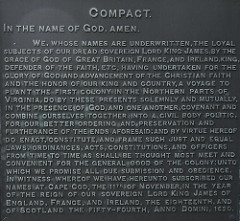 COMPACT.
IN THE NAME OF GOD, AMEN.
WE, WHOSE NAMES ARE UNDERWRITTEN, THE LOYAL
SUBJECTS OF OUR DREAD SOVEREIGN LORD KING JAMES, BY THE
GRACE OF GOD OF GREAT BRITAIN, FRANCE, AND IRELAND, KING,
DEFENDER OF THE FAITH, ETC., HAVING UNDERTAKEN FOR THE
GLORY OF GOD AND ADVANCEMENT OF THE CHRISTIAN FAITH
AND THE HONOR OF OUR KING AND COUNTRY, A VOYAGE TO
PLANT THE FIRST COLONY IN THE NORTHERN PARTS OF
VIRGINIA, DO BY THESE PRESENTS SOLEMNLY AND MUTUALLY,
IN THE PRESENCE OF GOD, AND ONE ANOTHER, COVENANT AND
COMBINE OURSELVES TOGETHER INTO A CIVIL BODY POLITIC,
FOR OUR BETTER ORDERING, AND PRESERVATION AND
FURTHERANCE OF THE ENDS AFORESAID; AND BY VIRTUE HEREOF
DO ENACT, CONSTITUTE, AND FRAME SUCH JUST AND EQUAL
LAWS, ORDINANCES, ACTS, CONSTITUTIONS, AND OFFICERS
FROM TIME TO TIME AS SHALL BE THOUGHT MOST MEET AND
CONVENIENT FOR THE GENERAL GOOD OF THE COLONY; UNTO
WHICH WE PROMISE ALL DUE SUBMISSION AND OBEDIENCE.
IN WITNESS WHEREOF WE HAVE HEREUNTO SUBSCRIBED OUR
NAMES AT CAPE COD, THE 11TH OF NOVEMBER, IN THE YEAR
OF THE REIGN OF OUR SOVEREIGN LORD KING JAMES OF
ENGLAND, FRANCE, AND IRELAND, THE EIGHTEENTH, AND
OF SCOTLAND THE FIFTY-FOURTH, ANNO DOMINI, 1620.